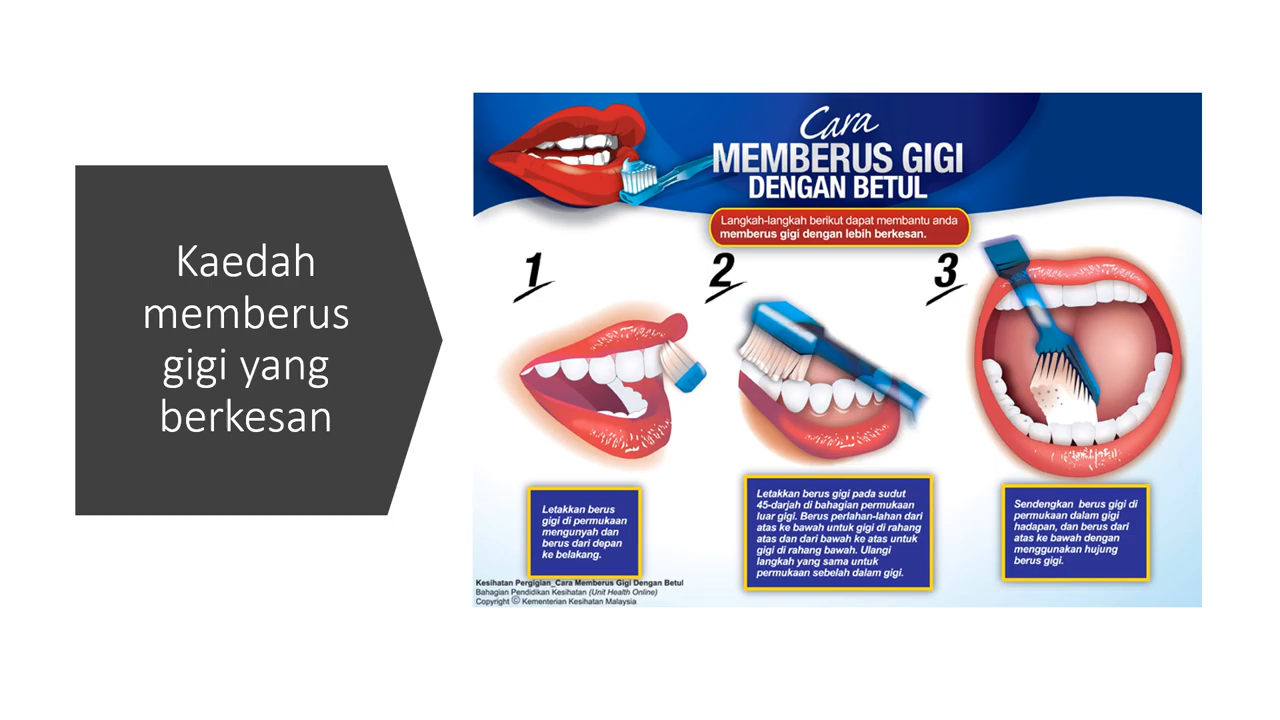 Kaedah
memberus
gigi yang
berkesan
Cara
MEMBERUS GIGI
DENGAN BETUL
Langkah-langkah berikut dapat membantu anda
memberus gigi dengan lebih berkesan.
1
2
3
Letakkan berus
gigi di permukaan
mengunyah dan
berus dari depan
ke belakang.
Letakkan berus gigi pada sudut
45-darjah di bahagian permukaan
luar gigi. Berus perlahan-lahan dari
atas ke bawah untuk gigi di rahang
atas dan dari bawah ke atas untuk
gigi di rahang bawah. Ulangi
langkah yang sama untuk
permukaan sebelah dalam gigi.
Sendengkan berus gigi di
permukaan dalam gigi
hadapan, dan berus dari
atas ke bawah dengan
menggunakan hujung
berus gigi.
Kesihatan Pergigian_Cara Memberus Gigi Dengan Betul
Bahagian Pendidikan Kesihatan (Unit Health Online)
Copyright © Kementerian Kesihatan Malaysia